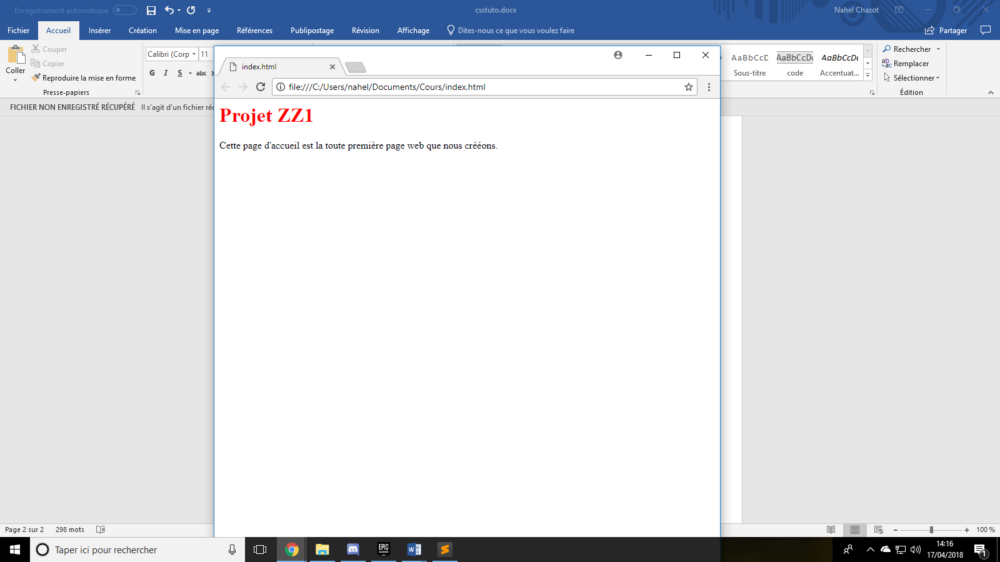 Enregistrement automatique
csstuto.docx
Nahel Chazot
Fichier Accueil Insérer Création Mise en page Références Publipostage Révision Affichage Dites-nous ce que vous voulez faire Partager
Coller
Couper
Copier
Reproduire la mise en forme
Presse-papiers
Calibri (Corp 11
G I S abc
AaBbCcD AaBbCcDc AaBbCcDc
Sous-titre code Accentuat...
Rechercher
Remplacer
Sélectionner
Édition
FICHIER NON ENREGISTRÉ RÉCUPÉRÉ Il s'agit d'un fichier réc
index.html
file:///C:/Users/nahel/Documents/Cours/index.html
Projet ZZ1
Cette page d'accueil est la toute première page web que nous crééons.
Page 2 sur 2 298 mots
100 %
Taper ici pour rechercher
EPIC GAMES
14:16
17/04/2018
1